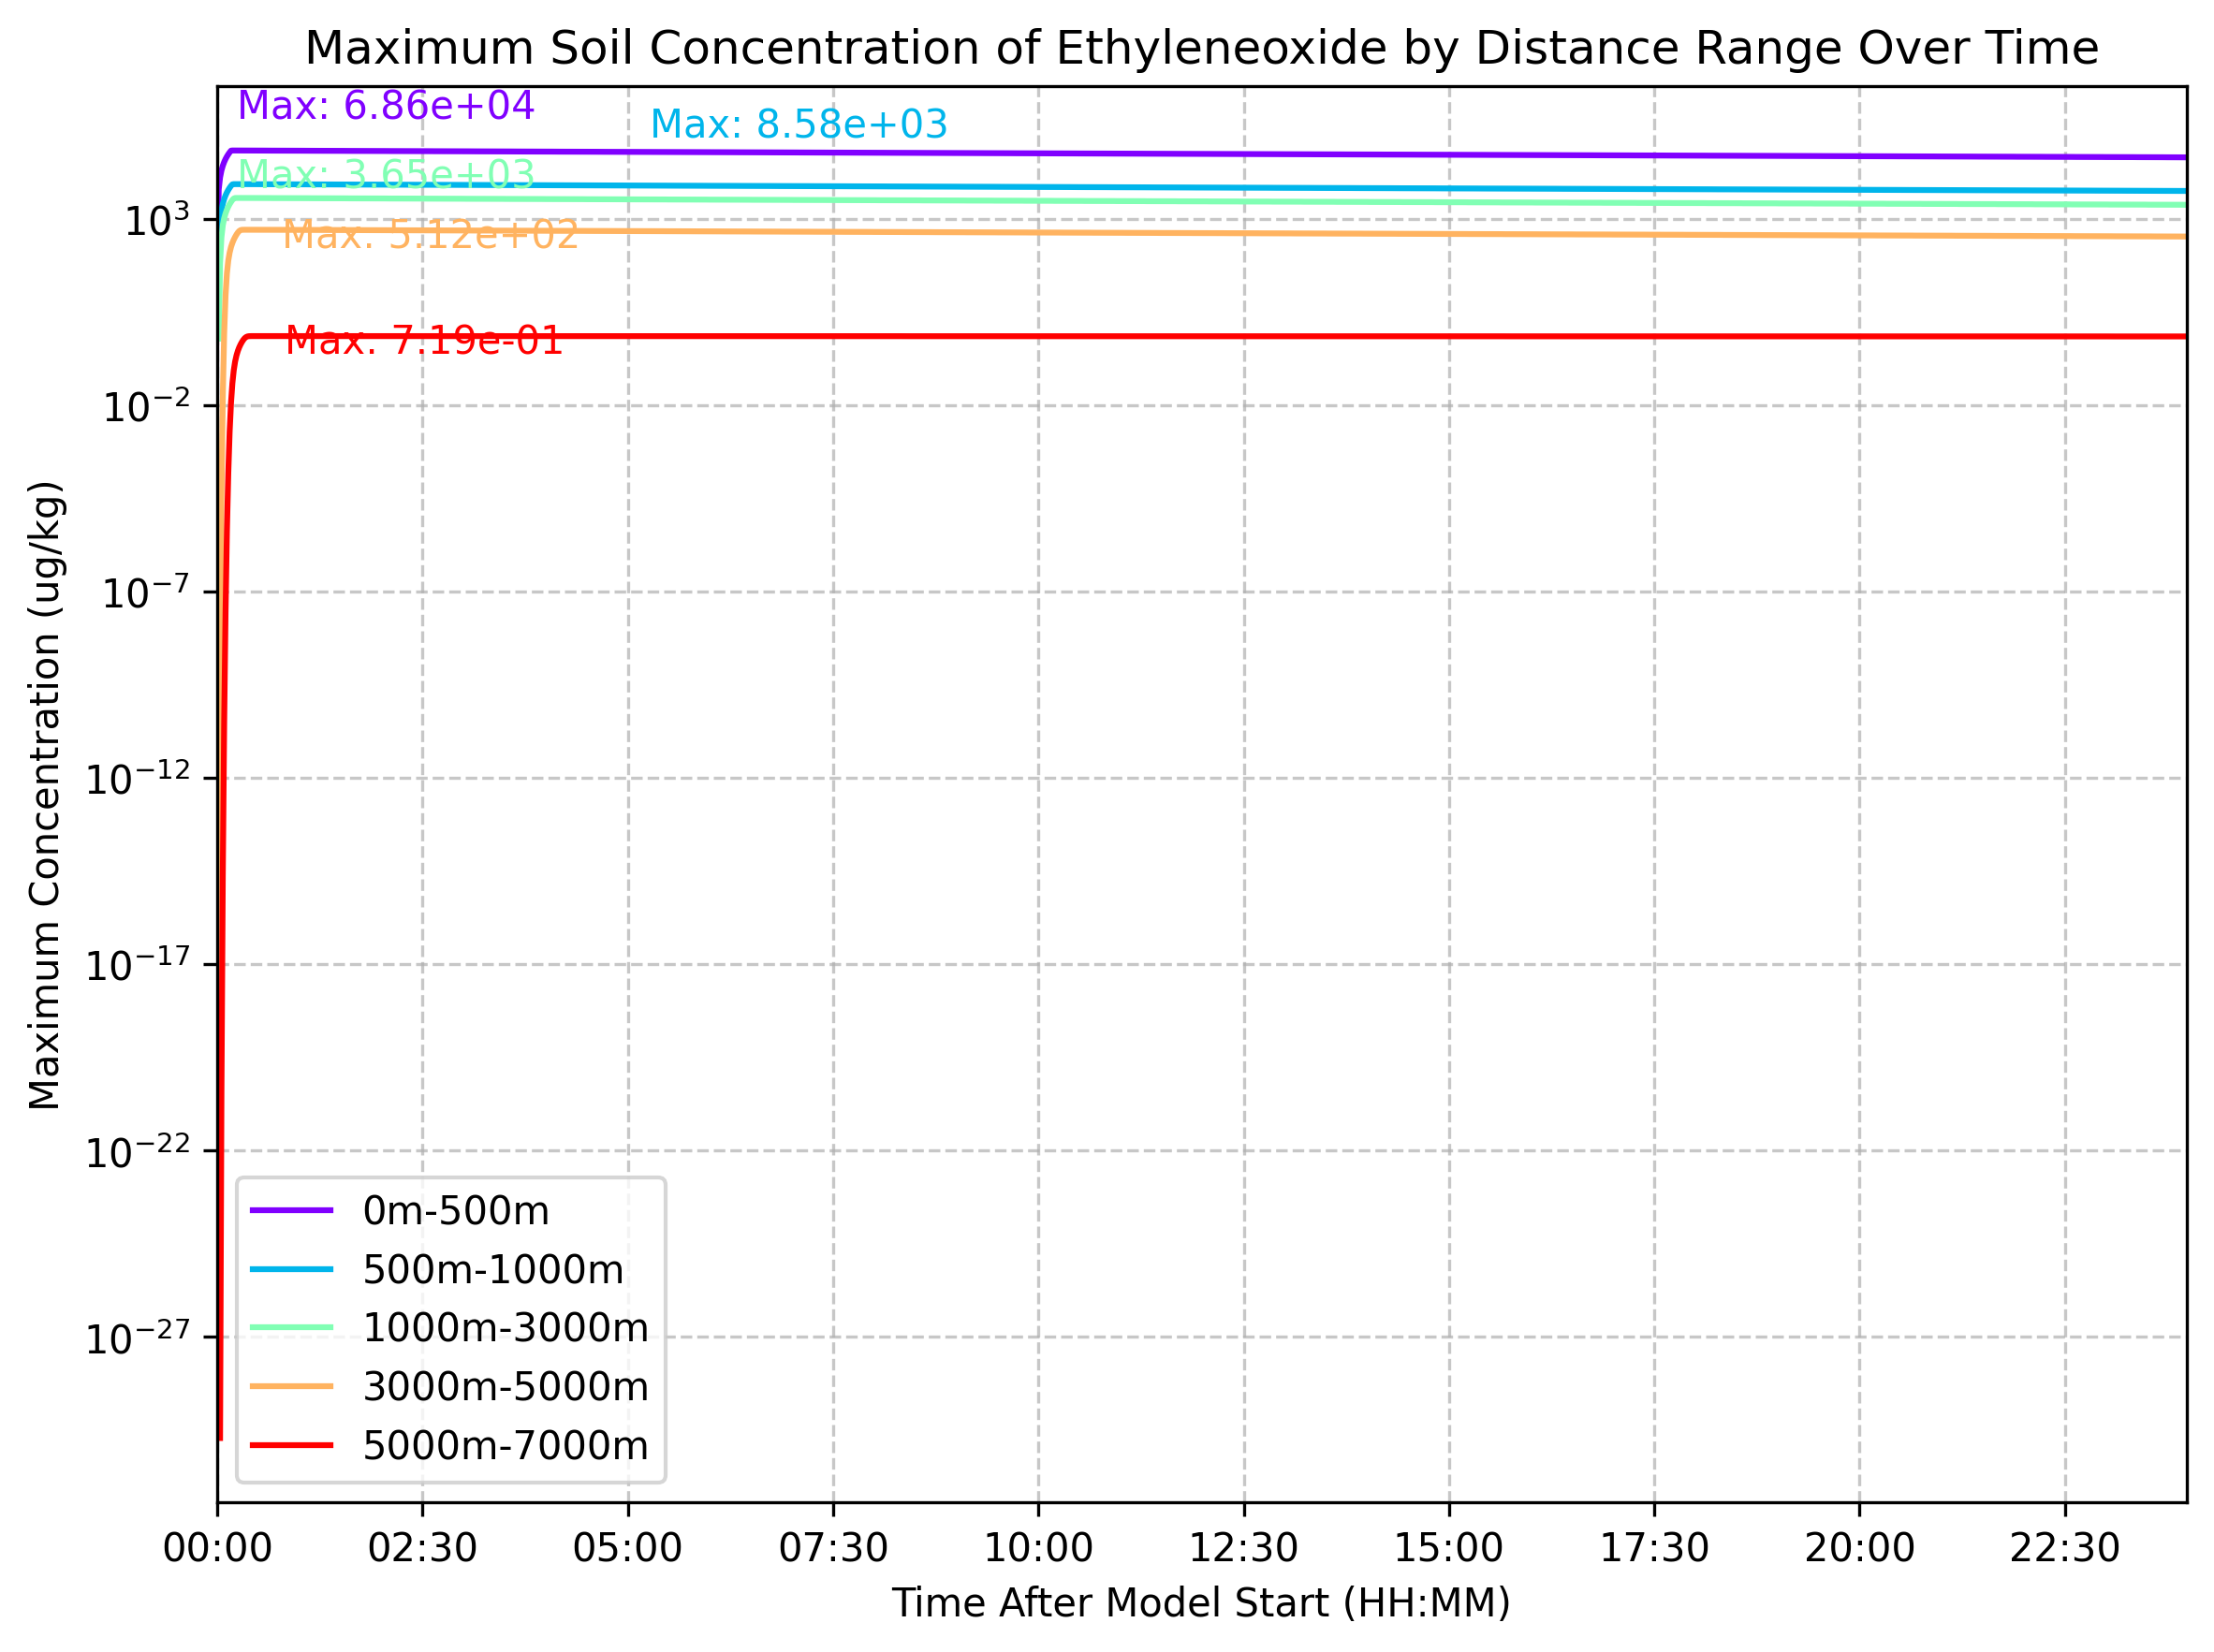 Maximum Soil Concentration of Ethyleneoxide by Distance Range Over Time
Max: 6.86e+04
Max: 8.58e+03
Max: 3.65e+03
Max: 5.12e+02
Max: 7.19e-01
Maximum Concentration (ug/kg)
10³
10⁻²
10⁻⁷
10⁻¹²
10⁻¹⁷
10⁻²²
10⁻²⁷
0m-500m
500m-1000m
1000m-3000m
3000m-5000m
5000m-7000m
00:00 02:30 05:00 07:30 10:00 12:30 15:00 17:30 20:00 22:30
Time After Model Start (HH:MM)